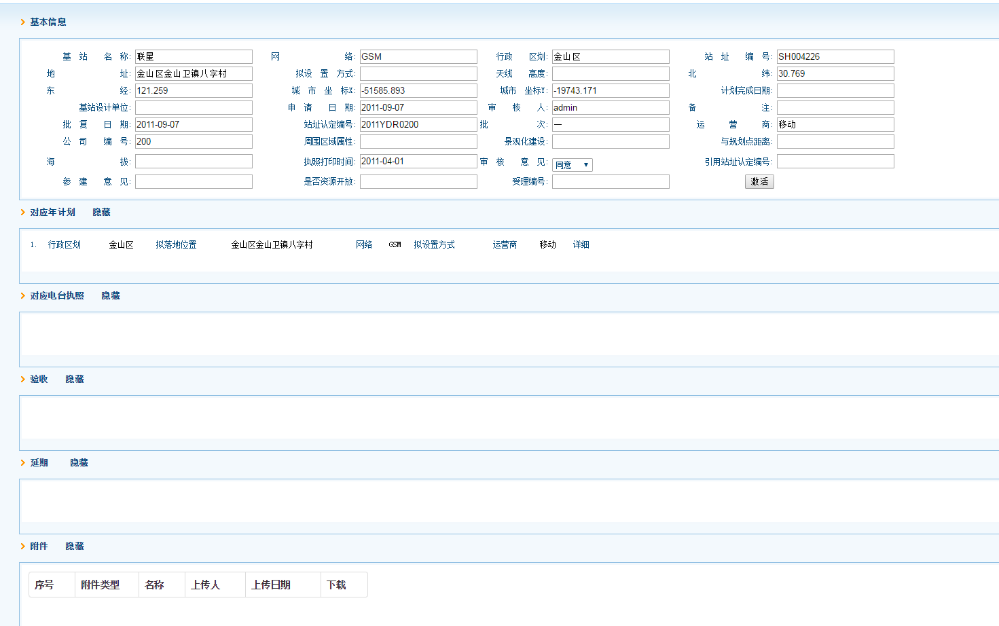 基本信息
基站名称: 联星 网络: GSM 行政区划: 金山区 站址编号: SH004226
地址: 金山区金山卫镇八字村 拟设置方式: 天线高度: 北纬: 30.769
东经: 121.259 城市坐标X: -51585.893 城市坐标Y: -19743.171 计划完成日期:
基站设计单位: 申请日期: 2011-09-07 审核人: admin 备注:
批复日期: 2011-09-07 站址认定编号: 2011YDR0200 批次: 一 运营商: 移动
公司编号: 200 周围区域属性: 景观化建设: 与规划点距离:
海拔: 执照打印时间: 2011-04-01 审核意见: 同意 引用站址认定编号:
参建意见: 是否资源开放: 受理编号: 激活
对应年计划 隐藏
1. 行政区划 金山区 拟落地位置 金山区金山卫镇八字村 网络 GSM 拟设置方式 运营商 移动 详细
对应电台执照 隐藏
验收 隐藏
延期 隐藏
附件 隐藏
序号 附件类型 名称 上传人 上传日期 下载